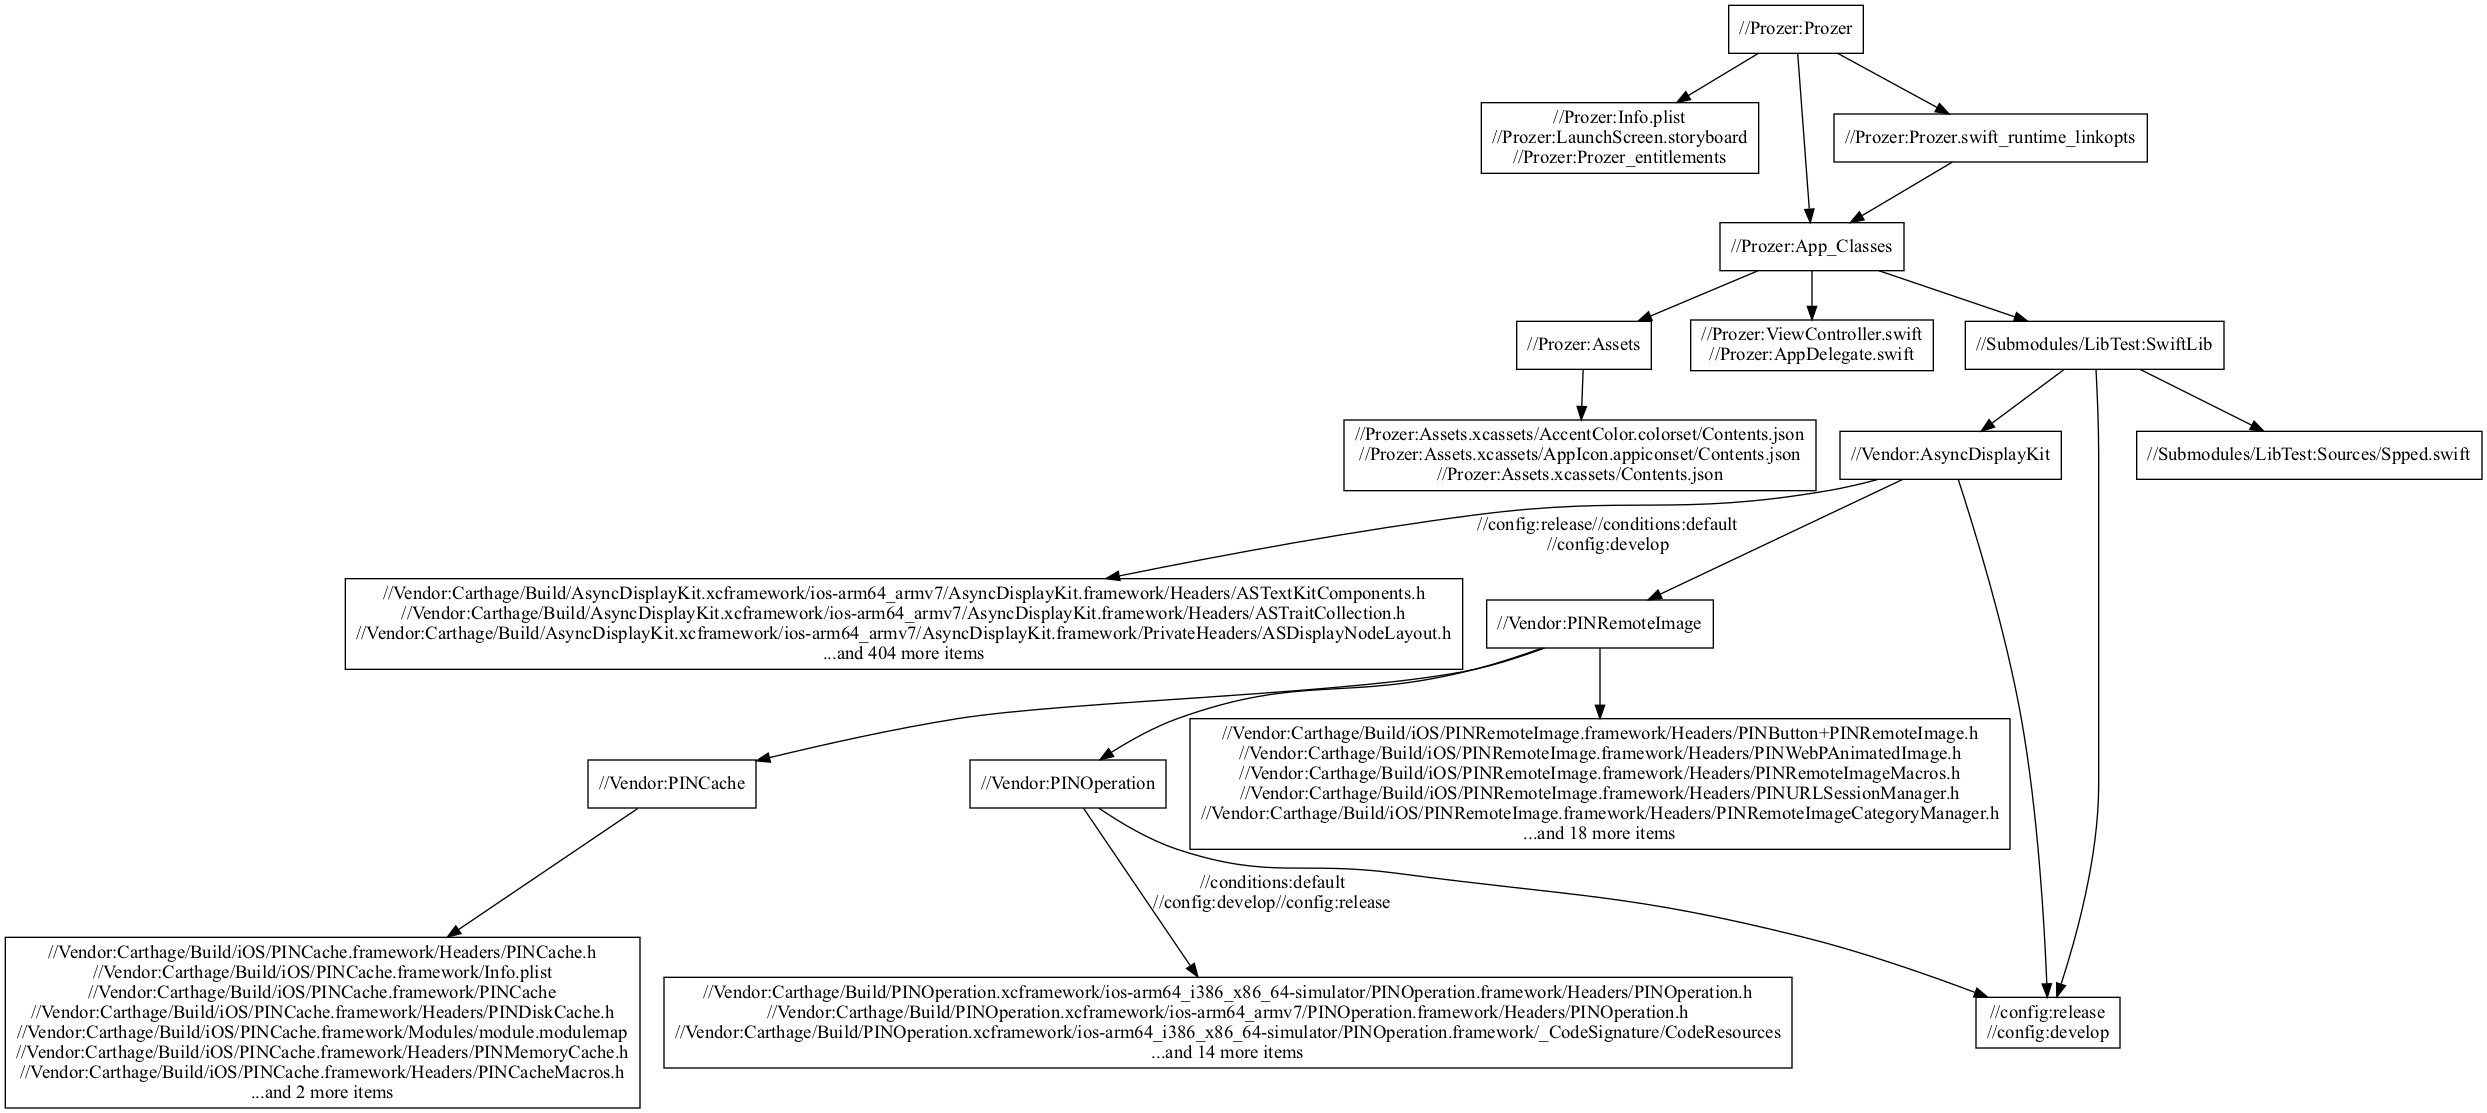 //Prozer:Prozer
//Prozer:Info.plist
//Prozer:LaunchScreen.storyboard
//Prozer:Prozer_entitlements
//Prozer:Prozer.swift_runtime_linkopts
//Prozer:App_Classes
//Prozer:Assets
//Prozer:ViewController.swift
//Prozer:AppDelegate.swift
//Submodules/LibTest:SwiftLib
//Prozer:Assets.xcassets/AccentColor.colorset/Contents.json
//Prozer:Assets.xcassets/AppIcon.appiconset/Contents.json
//Prozer:Assets.xcassets/Contents.json
//Vendor:AsyncDisplayKit
//Submodules/LibTest:Sources/Spped.swift
//config:release//conditions:default
//config:develop
//Vendor:Carthage/Build/AsyncDisplayKit.xcframework/ios-arm64_armv7/AsyncDisplayKit.framework/Headers/ASTextKitComponents.h
//Vendor:Carthage/Build/AsyncDisplayKit.xcframework/ios-arm64_armv7/AsyncDisplayKit.framework/Headers/ASTraitCollection.h
//Vendor:Carthage/Build/AsyncDisplayKit.xcframework/ios-arm64_armv7/AsyncDisplayKit.framework/PrivateHeaders/ASDisplayNodeLayout.h
...and 404 more items
//Vendor:PINRemoteImage
//Vendor:PINCache
//Vendor:PINOperation
//Vendor:Carthage/Build/iOS/PINRemoteImage.framework/Headers/PINButton+PINRemoteImage.h
//Vendor:Carthage/Build/iOS/PINRemoteImage.framework/Headers/PINWebPAnimatedImage.h
//Vendor:Carthage/Build/iOS/PINRemoteImage.framework/Headers/PINRemoteImageMacros.h
//Vendor:Carthage/Build/iOS/PINRemoteImage.framework/Headers/PINURLSessionManager.h
//Vendor:Carthage/Build/iOS/PINRemoteImage.framework/Headers/PINRemoteImageCategoryManager.h
...and 18 more items
//conditions:default
//config:develop//config:release
//Vendor:Carthage/Build/iOS/PINCache.framework/Headers/PINCache.h
//Vendor:Carthage/Build/iOS/PINCache.framework/Info.plist
//Vendor:Carthage/Build/iOS/PINCache.framework/PINCache
//Vendor:Carthage/Build/iOS/PINCache.framework/Headers/PINDiskCache.h
//Vendor:Carthage/Build/iOS/PINCache.framework/Modules/module.modulemap
//Vendor:Carthage/Build/iOS/PINCache.framework/Headers/PINMemoryCache.h
//Vendor:Carthage/Build/iOS/PINCache.framework/Headers/PINCacheMacros.h
...and 2 more items
//Vendor:Carthage/Build/PINOperation.xcframework/ios-arm64_i386_x86_64-simulator/PINOperation.framework/Headers/PINOperation.h
//Vendor:Carthage/Build/PINOperation.xcframework/ios-arm64_armv7/PINOperation.framework/Headers/PINOperation.h
//Vendor:Carthage/Build/PINOperation.xcframework/ios-arm64_i386_x86_64-simulator/PINOperation.framework/_CodeSignature/CodeResources
...and 14 more items
//config:release
//config:develop